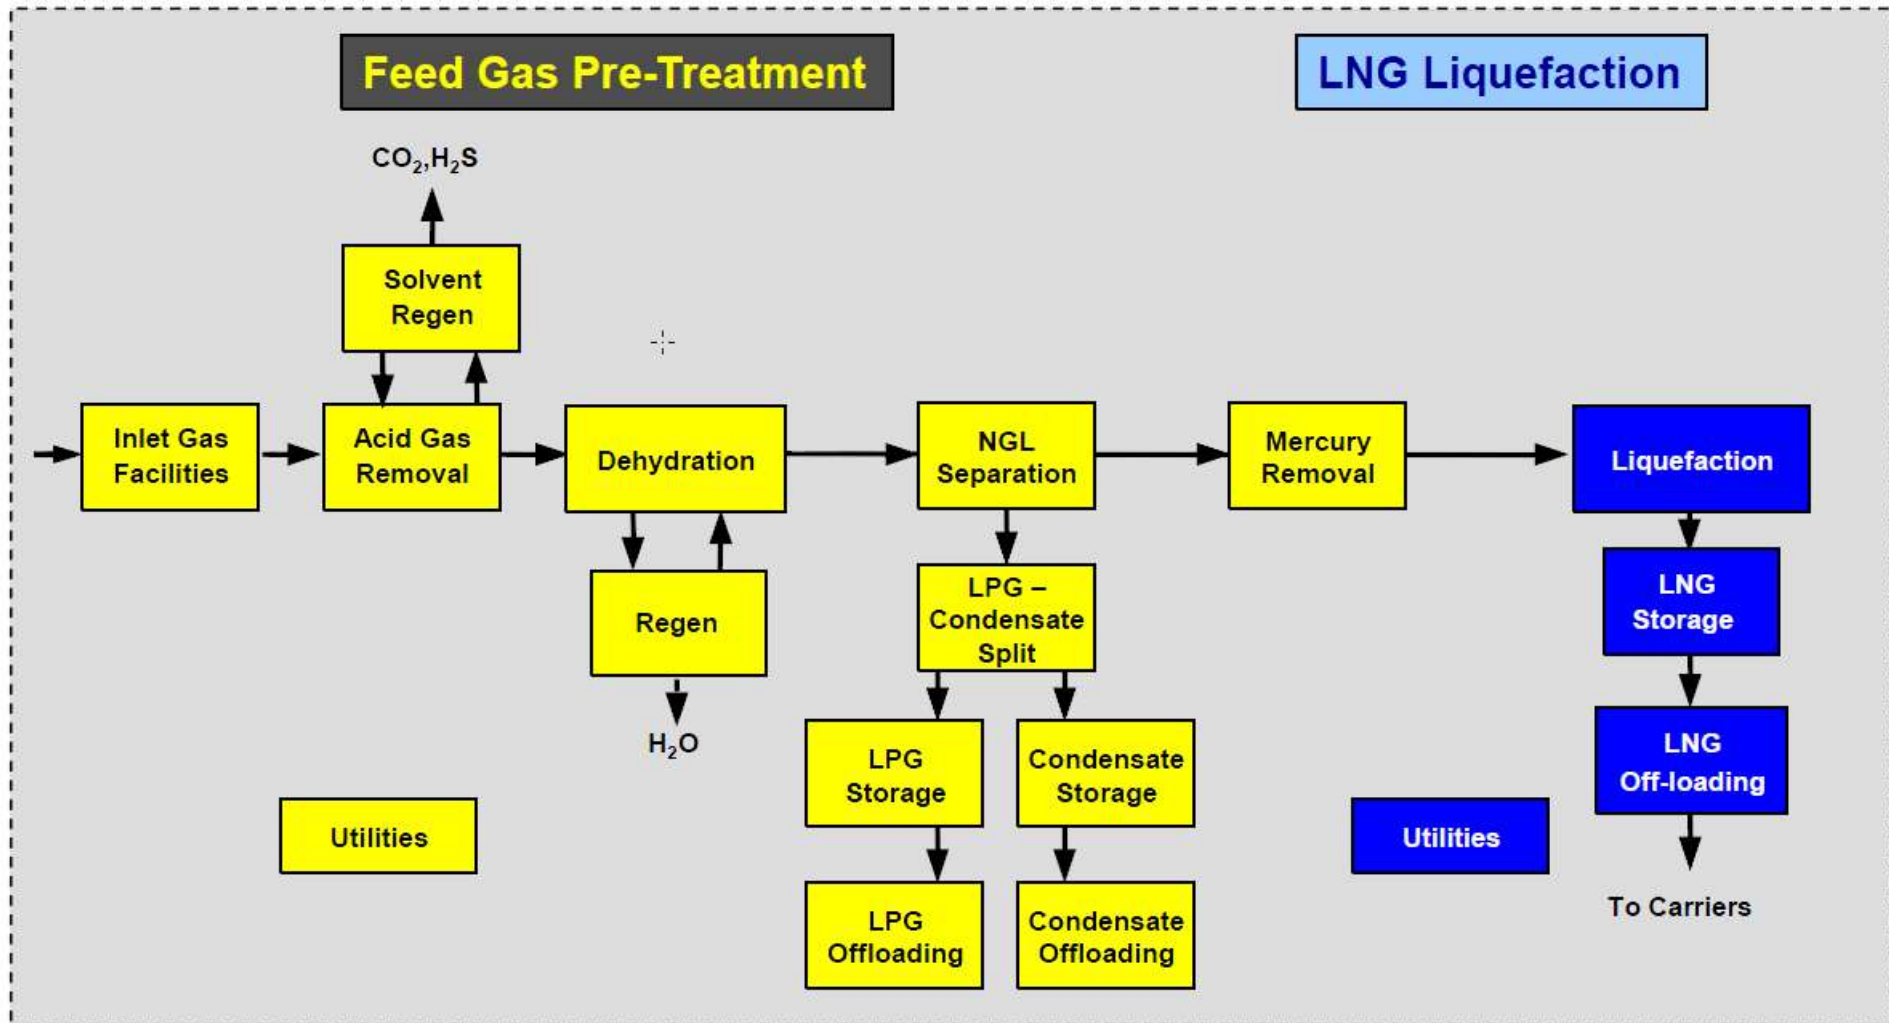 Feed Gas Pre-Treatment
LNG Liquefaction
CO₂,H₂S
Solvent
Regen
Inlet Gas
Facilities
Acid Gas
Removal
Dehydration
NGL
Separation
Mercury
Removal
Liquefaction
Regen
H₂O
LPG –
Condensate
Split
LNG
Storage
LPG
Storage
Condensate
Storage
LNG
Off-loading
Utilities
Utilities
LPG
Offloading
Condensate
Offloading
To Carriers